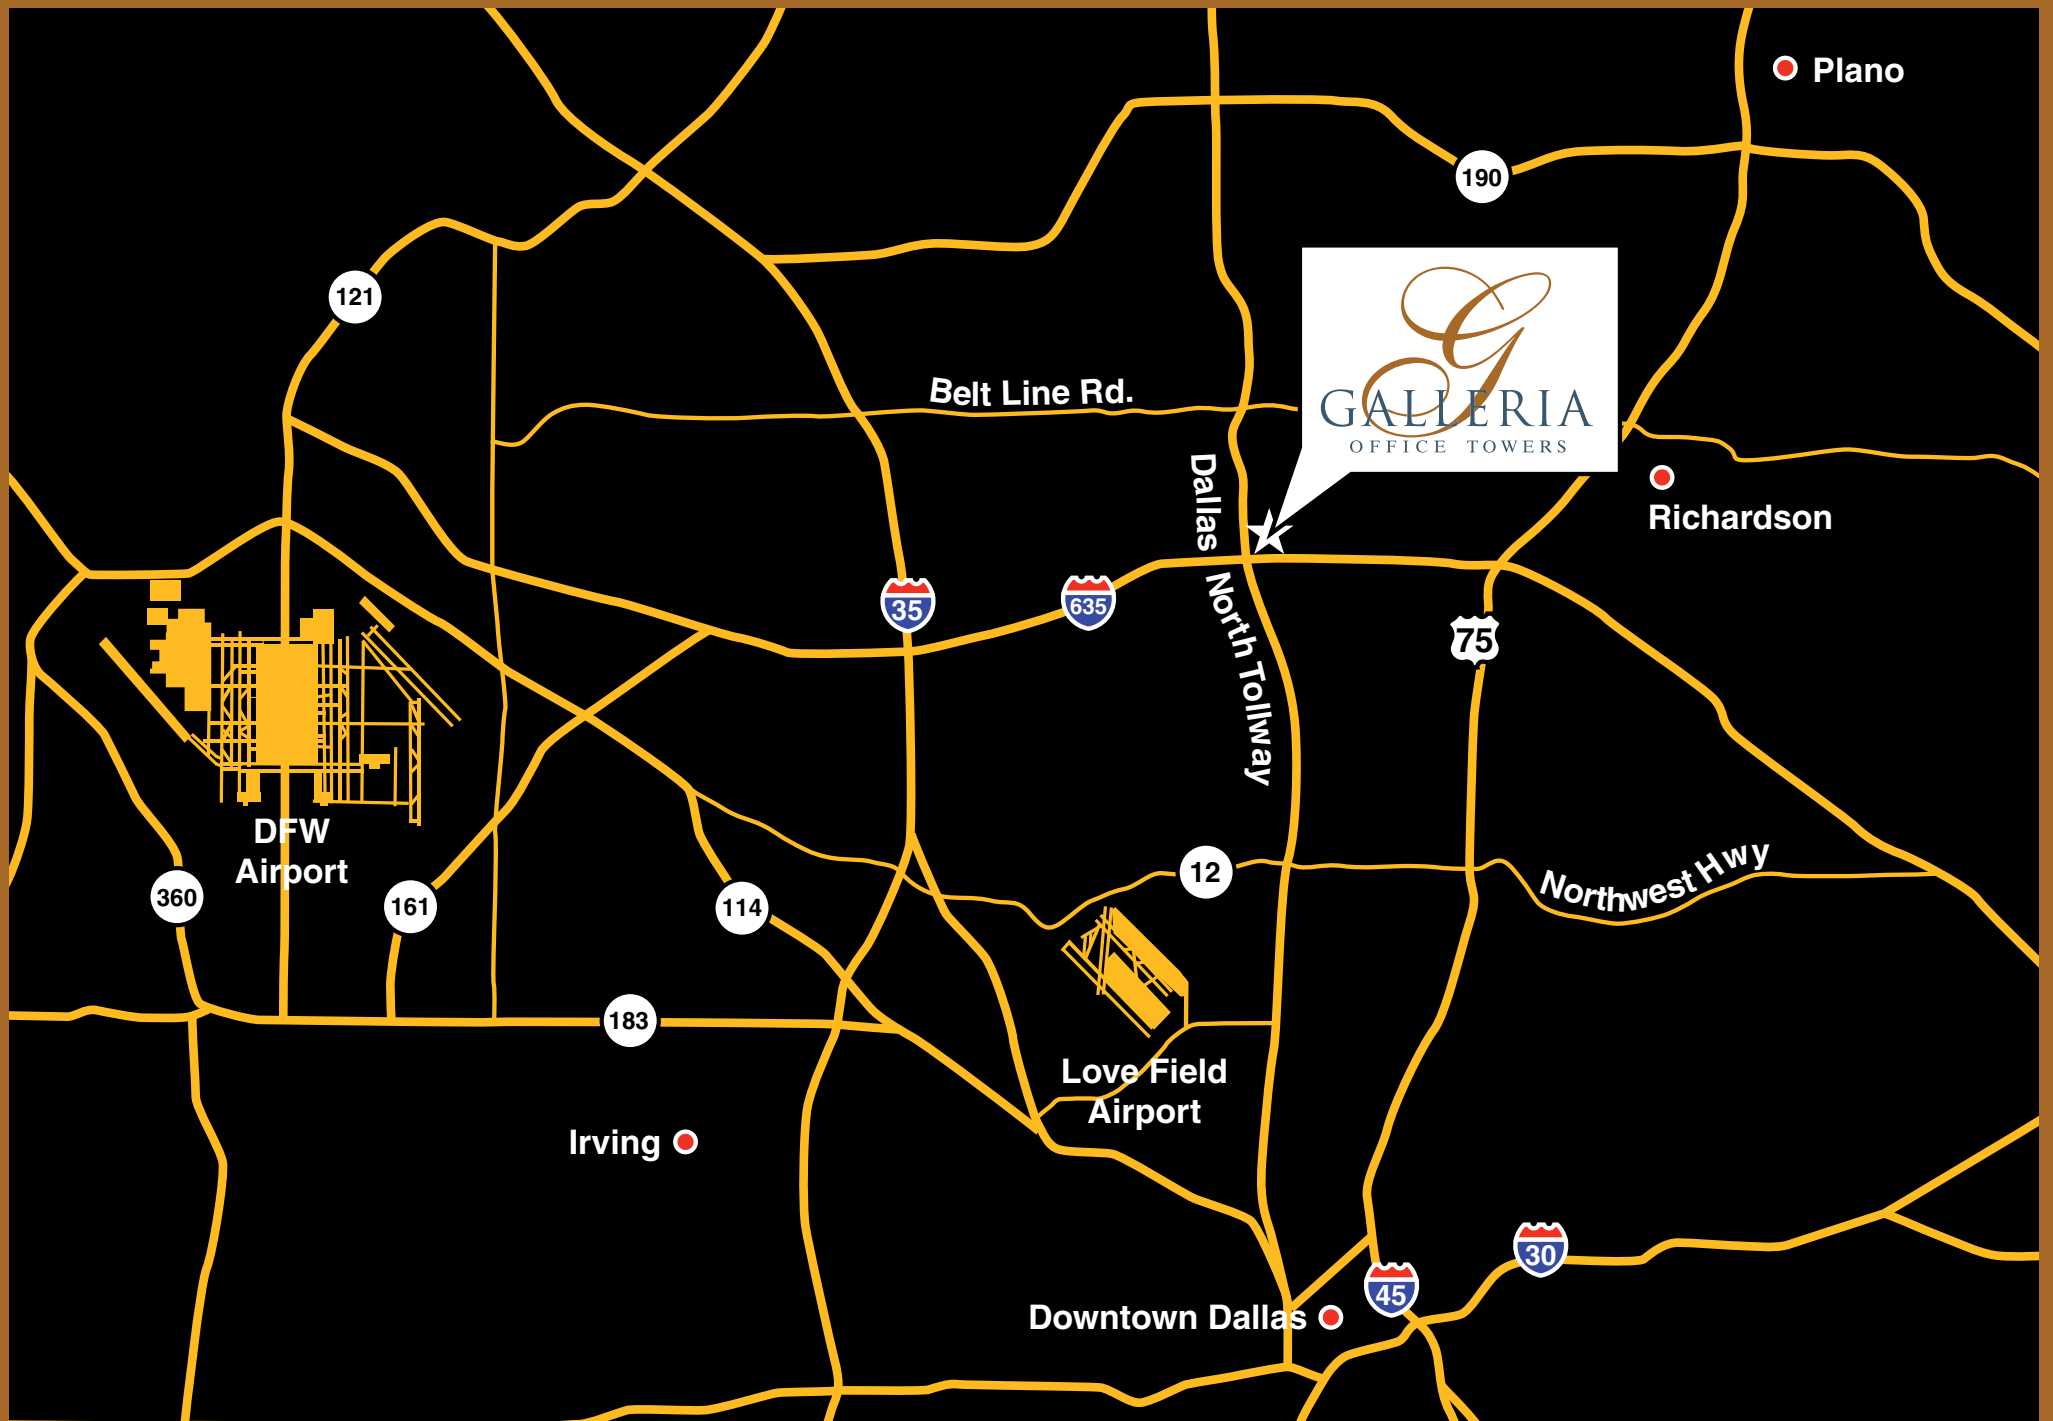 Plano
190
121
G
GALLERIA
OFFICE TOWERS
Belt Line Rd.
Dallas North Tollway
Richardson
35
635
75
DFW
Airport
360
161
114
12
Northwest Hwy
183
Love Field
Airport
Irving
30
45
Downtown Dallas